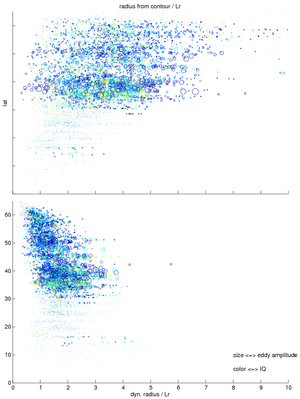 radius from contour / Lr
lat
60
50
40
30
20
10
0
size <=> eddy amplitude
color <=> IQ
0 1 2 3 4 5 6 7 8 9 10
dyn. radius / Lr